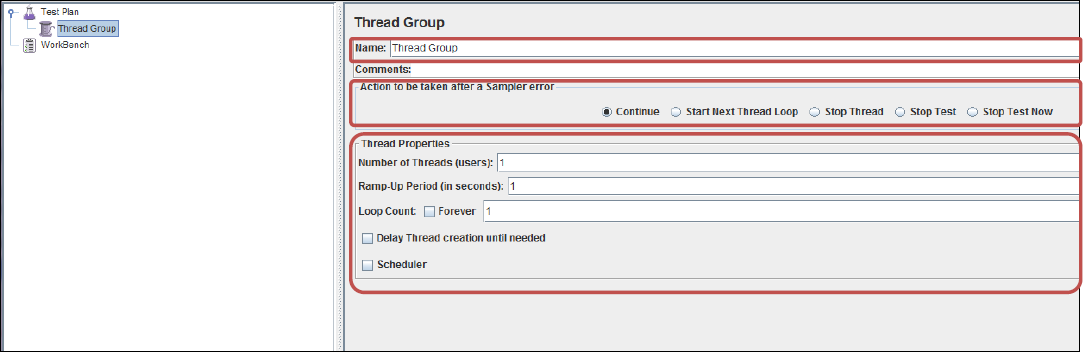 Test Plan
Thread Group
WorkBench
Thread Group
Name: Thread Group
Comments:
Action to be taken after a Sampler error
Continue Start Next Thread Loop Stop Thread Stop Test Stop Test Now
Thread Properties
Number of Threads (users): 1
Ramp-Up Period (in seconds): 1
Loop Count: Forever 1
Delay Thread creation until needed
Scheduler